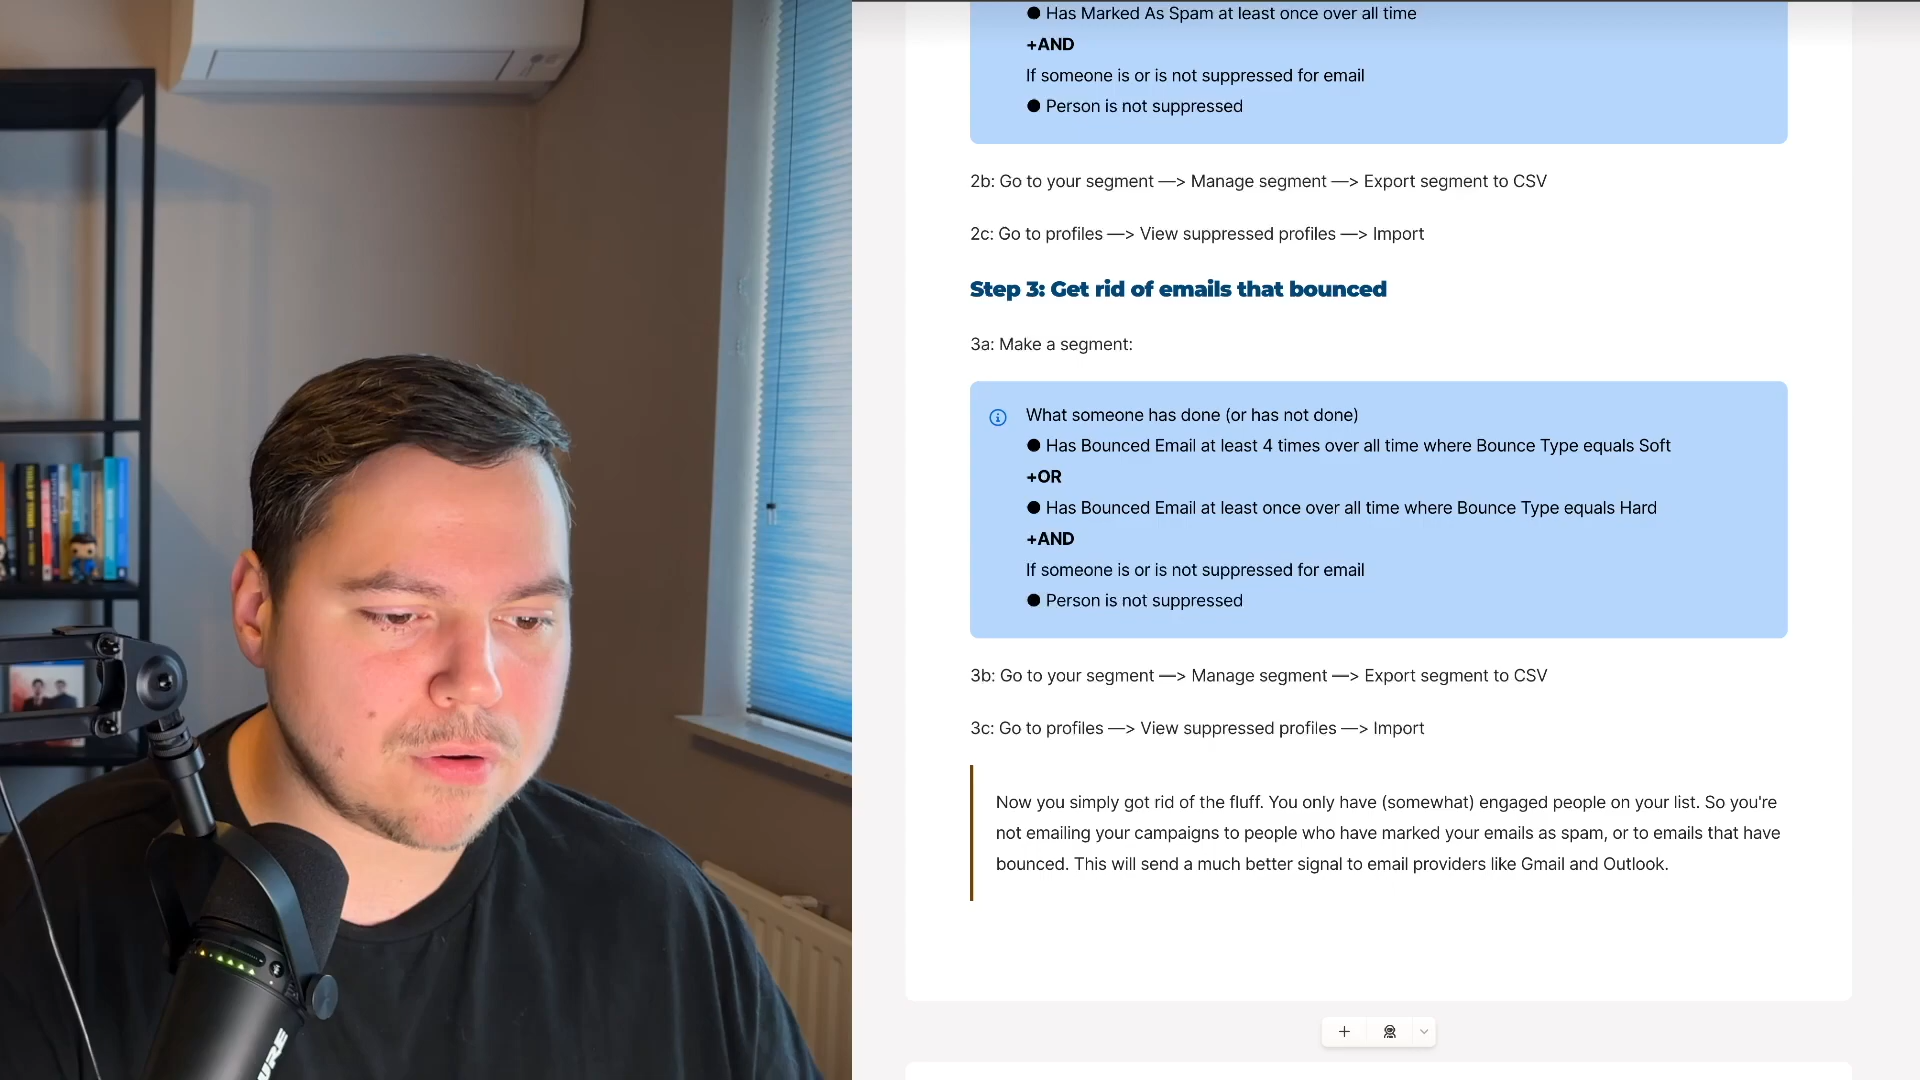 ● Has Marked As Spam at least once over all time
+AND
If someone is or is not suppressed for email
● Person is not suppressed
2b: Go to your segment —> Manage segment —> Export segment to CSV
2c: Go to profiles —> View suppressed profiles —> Import
Step 3: Get rid of emails that bounced
3a: Make a segment:
What someone has done (or has not done)
● Has Bounced Email at least 4 times over all time where Bounce Type equals Soft
+OR
● Has Bounced Email at least once over all time where Bounce Type equals Hard
+AND
If someone is or is not suppressed for email
● Person is not suppressed
3b: Go to your segment —> Manage segment —> Export segment to CSV
3c: Go to profiles —> View suppressed profiles —> Import
Now you simply got rid of the fluff. You only have (somewhat) engaged people on your list. So you're
not emailing your campaigns to people who have marked your emails as spam, or to emails that have
bounced. This will send a much better signal to email providers like Gmail and Outlook.